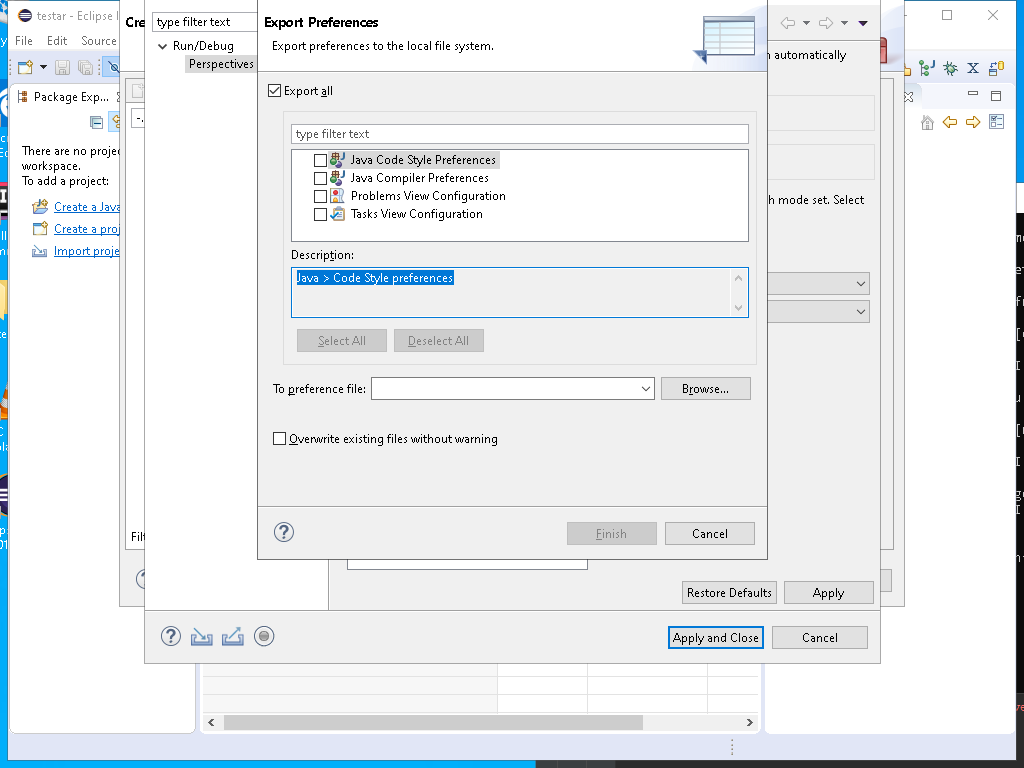 testar - Eclipse I
File Edit Source
Package Exp...
There are no projec
workspace.
To add a project:
Create a Java
Create a proj
Import proje
Cre
type filter text
Run/Debug
Perspectives
Export Preferences
Export preferences to the local file system.
Export all
type filter text
Java Code Style Preferences
Java Compiler Preferences
Problems View Configuration
Tasks View Configuration
Description:
Java > Code Style preferences
Select All
Deselect All
To preference file:
Browse...
Overwrite existing files without warning
Finish
Cancel
automatically
h mode set. Select
Filt
Restore Defaults
Apply
Apply and Close
Cancel